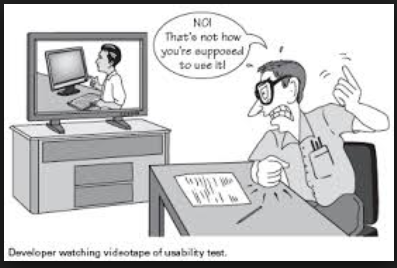 NO!
That's not how
you're supposed
to use it!
Developer watching videotape of usability test.